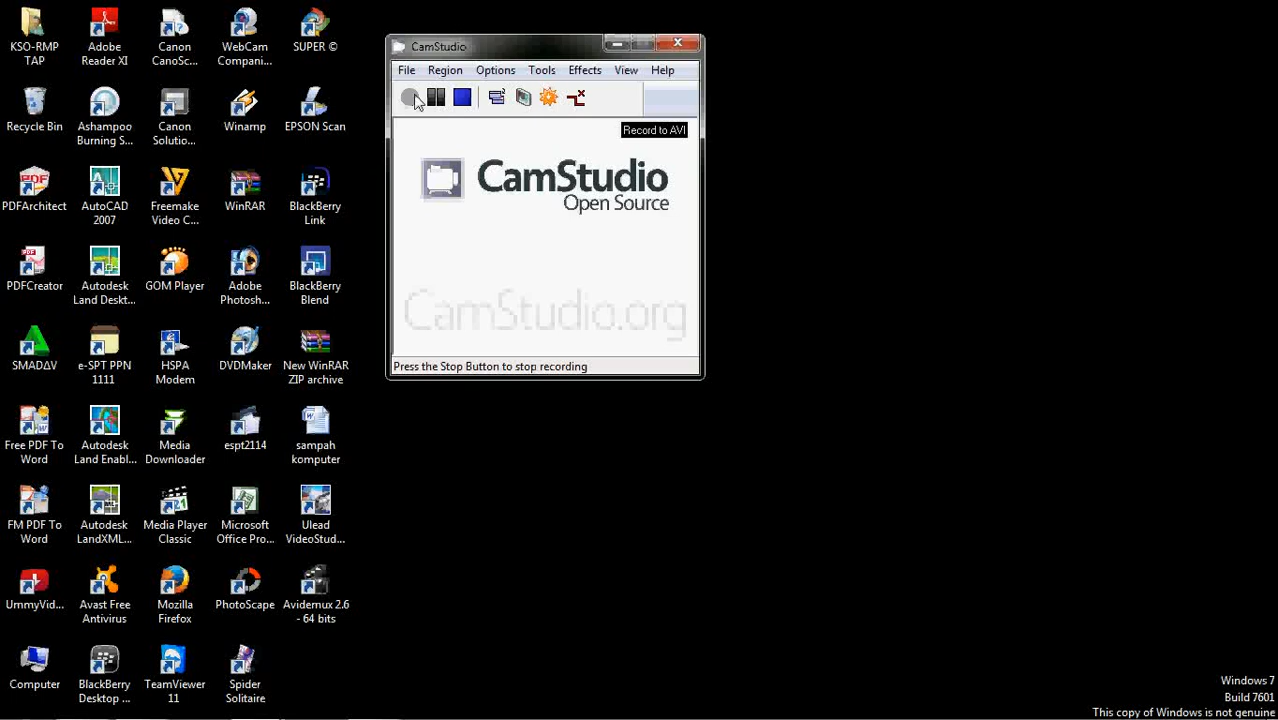 KSO-RMP
TAP
Adobe
Reader XI
Canon
CanoSc...
WebCam
Compani...
SUPER ©
Recycle Bin
Ashampoo
Burning S...
Canon
Solutio...
Winamp
EPSON Scan
PDFArchitect
AutoCAD
2007
Freemake
Video C...
WinRAR
BlackBerry
Link
PDFCreator
Autodesk
Land Deskt...
GOM Player
Adobe
Photosh...
BlackBerry
Blend
SMADΔV
e-SPT PPN
1111
HSPA
Modem
DVDMaker
New WinRAR
ZIP archive
Free PDF To
Word
Autodesk
Land Enabl...
Media
Downloader
espt2114
sampah
komputer
FM PDF To
Word
Autodesk
LandXML...
Media Player
Classic
Microsoft
Office Pro...
Ulead
VideoStud...
UmmyVid...
Avast Free
Antivirus
Mozilla
Firefox
PhotoScape
Avidemux 2.6
- 64 bits
Computer
BlackBerry
Desktop ...
TeamViewer
11
Spider
Solitaire
CamStudio
File Region Options Tools Effects View Help
Record to AVI
CamStudio
Open Source
CamStudio.org
Press the Stop Button to stop recording
Windows 7
Build 7601
This copy of Windows is not genuine